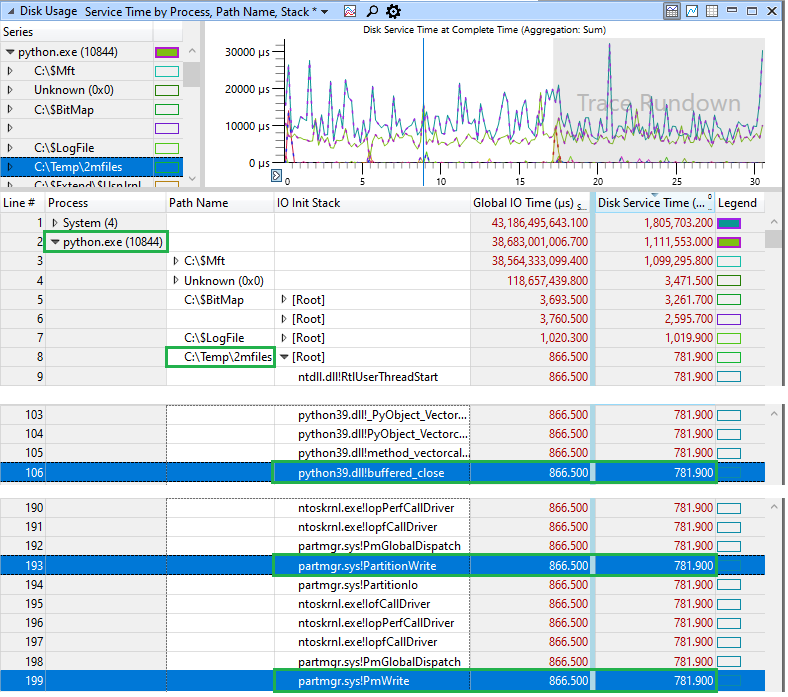 Disk Usage Service Time by Process, Path Name, Stack *
Series
python.exe (10844)
C:\$Mft
Unknown (0x0)
C:\$BitMap
C:\$LogFile
C:\Temp\2mfiles
C:\$Extend\$UsnJrnl
Disk Service Time at Complete Time (Aggregation: Sum)
30000 µs
20000 µs
10000 µs
0 µs
Trace Rundown
0 5 10 15 20 25 30
Line # Process Path Name IO Init Stack Global IO Time (µs) S... Disk Service Time (... 0 Legend
1 System (4) 43,186,495,643.100 1,805,703.200
2 python.exe (10844) 38,683,001,006.700 1,111,553.000
3 C:\$Mft 38,564,333,099.400 1,099,295.800
4 Unknown (0x0) 118,657,439.800 3,471.500
5 C:\$BitMap [Root] 3,693.500 3,261.700
6 [Root] 3,760.500 2,595.700
7 C:\$LogFile [Root] 1,020.300 1,019.900
8 C:\Temp\2mfiles [Root] 866.500 781.900
9 ntdll.dll!RtlUserThreadStart 866.500 781.900
103 python39.dll!_PyObject_Vector... 866.500 781.900
104 python39.dll!PyObject_Vectorc... 866.500 781.900
105 python39.dll!method_vectorcal... 866.500 781.900
106 python39.dll!buffered_close 866.500 781.900
190 ntoskrnl.exe!IopPerfCallDriver 866.500 781.900
191 ntoskrnl.exe!IopfCallDriver 866.500 781.900
192 partmgr.sys!PmGlobalDispatch 866.500 781.900
193 partmgr.sys!PartitionWrite 866.500 781.900
194 partmgr.sys!PartitionIo 866.500 781.900
195 ntoskrnl.exe!IofCallDriver 866.500 781.900
196 ntoskrnl.exe!IopPerfCallDriver 866.500 781.900
197 ntoskrnl.exe!IopfCallDriver 866.500 781.900
198 partmgr.sys!PmGlobalDispatch 866.500 781.900
199 partmgr.sys!PmWrite 866.500 781.900